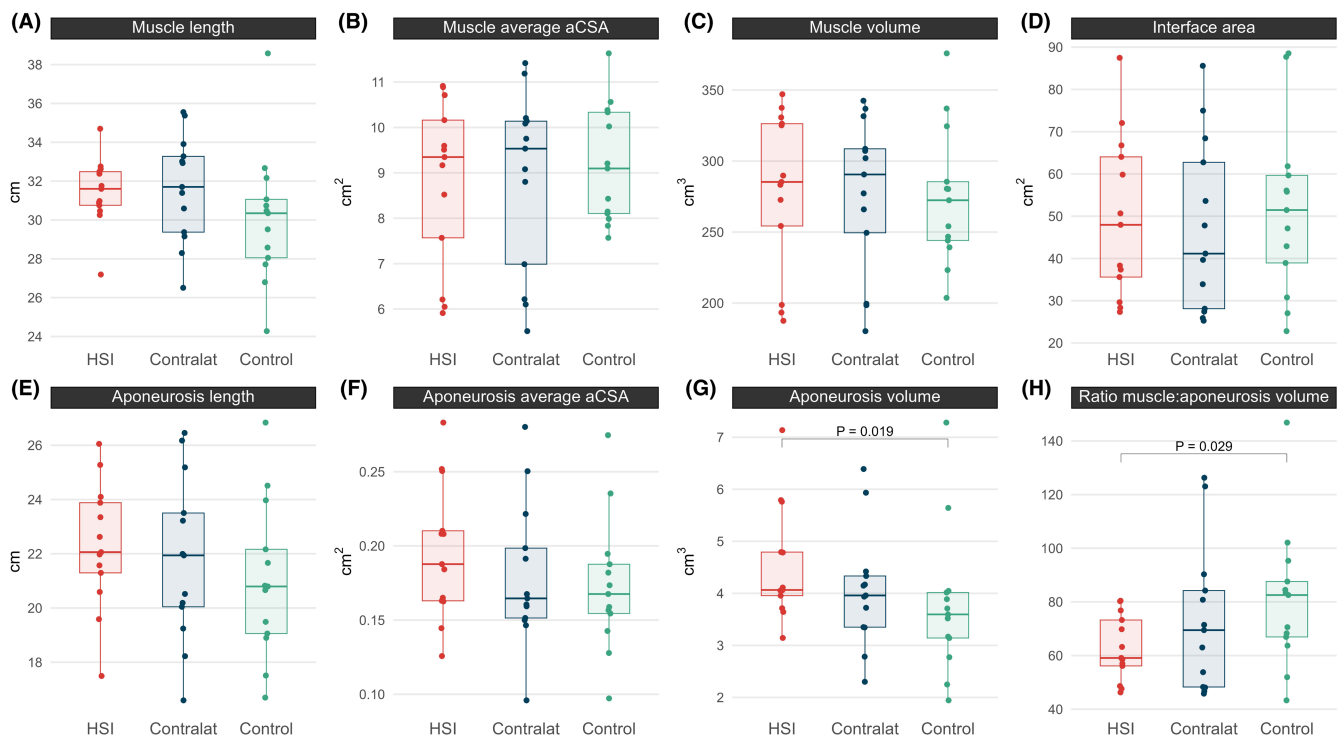 (A) Muscle length
cm
38
36
34
32
30
28
26
24
HSI Contralat Control
(B) Muscle average aCSA
cm²
11
10
9
8
7
6
HSI Contralat Control
(C) Muscle volume
cm³
350
300
250
200
HSI Contralat Control
(D) Interface area
cm²
90
80
70
60
50
40
30
20
HSI Contralat Control
(E) Aponeurosis length
cm
26
24
22
20
18
HSI Contralat Control
(F) Aponeurosis average aCSA
cm²
0.25
0.20
0.15
0.10
HSI Contralat Control
(G) Aponeurosis volume
P = 0.019
cm³
7
6
5
4
3
2
HSI Contralat Control
(H) Ratio muscle:aponeurosis volume
P = 0.029
140
120
100
80
60
40
HSI Contralat Control